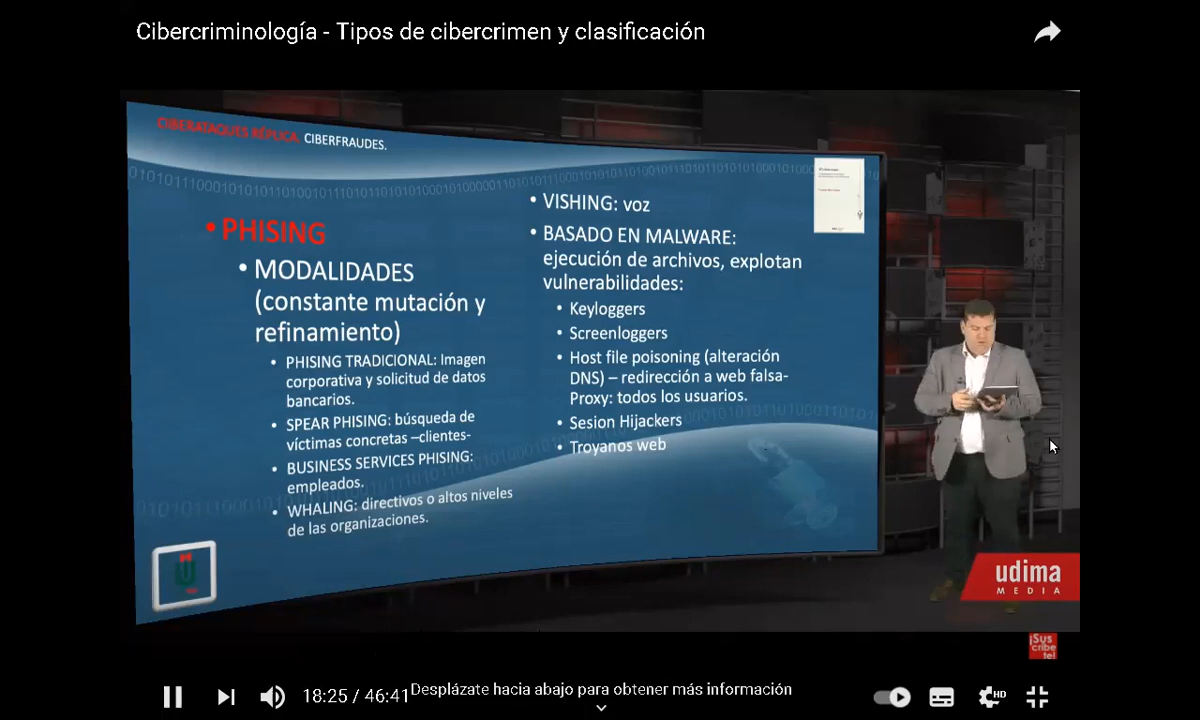 Cibercriminología - Tipos de cibercrimen y clasificación
CIBERATAQUES RÉPLICA. CIBERFRAUDES.
• PHISING
• MODALIDADES
(constante mutación y
refinamiento)
• PHISING TRADICIONAL: Imagen
corporativa y solicitud de datos
bancarios.
• SPEAR PHISING: búsqueda de
víctimas concretas –clientes-
• BUSINESS SERVICES PHISING:
empleados.
• WHALING: directivos o altos niveles
de las organizaciones.
• VISHING: voz
• BASADO EN MALWARE:
ejecución de archivos, explotan
vulnerabilidades:
• Keyloggers
• Screenloggers
• Host file poisoning (alteración
DNS) – redirección a web falsa-
Proxy: todos los usuarios.
• Sesion Hijackers
• Troyanos web
udima
MEDIA
¡Sus
cribe
te!
18:25 / 46:41
Desplázate hacia abajo para obtener más información
HD